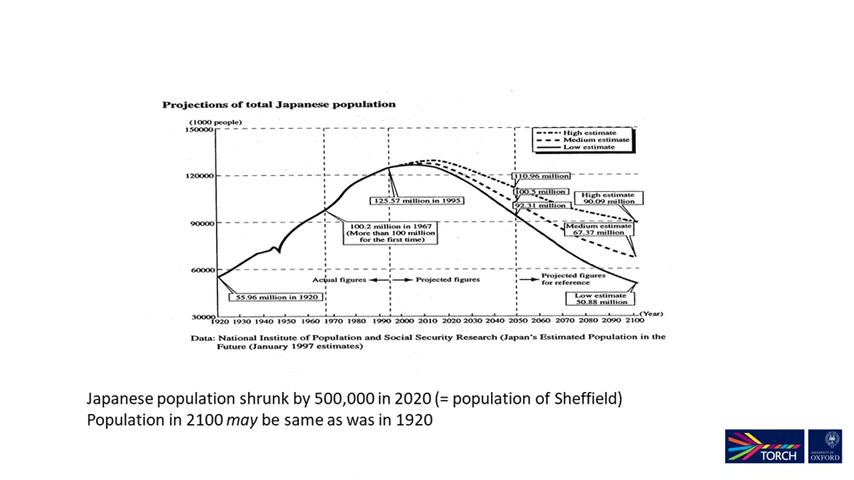 Projections of total Japanese population
(1000 people)
150000
120000
90000
60000
30000
High estimate
Medium estimate
Low estimate
110.96 million
100.5 million
92.31 million
125.57 million in 1995
High estimate
90.09 million
100.2 million in 1967
(More than 100 million
for the first time)
Medium estimate
67.37 million
Actual figures
Projected figures
Projected figures
for reference
55.96 million in 1920
Low estimate
50.88 million
1920 1930 1940 1950 1960 1970 1980 1990 2000 2010 2020 2030 2040 2050 2060 2070 2080 2090 2100 (Year)
Data: National Institute of Population and Social Security Research (Japan's Estimated Population in the
Future (January 1997 estimates)
Japanese population shrunk by 500,000 in 2020 (= population of Sheffield)
Population in 2100 may be same as was in 1920
TORCH
UNIVERSITY OF
OXFORD